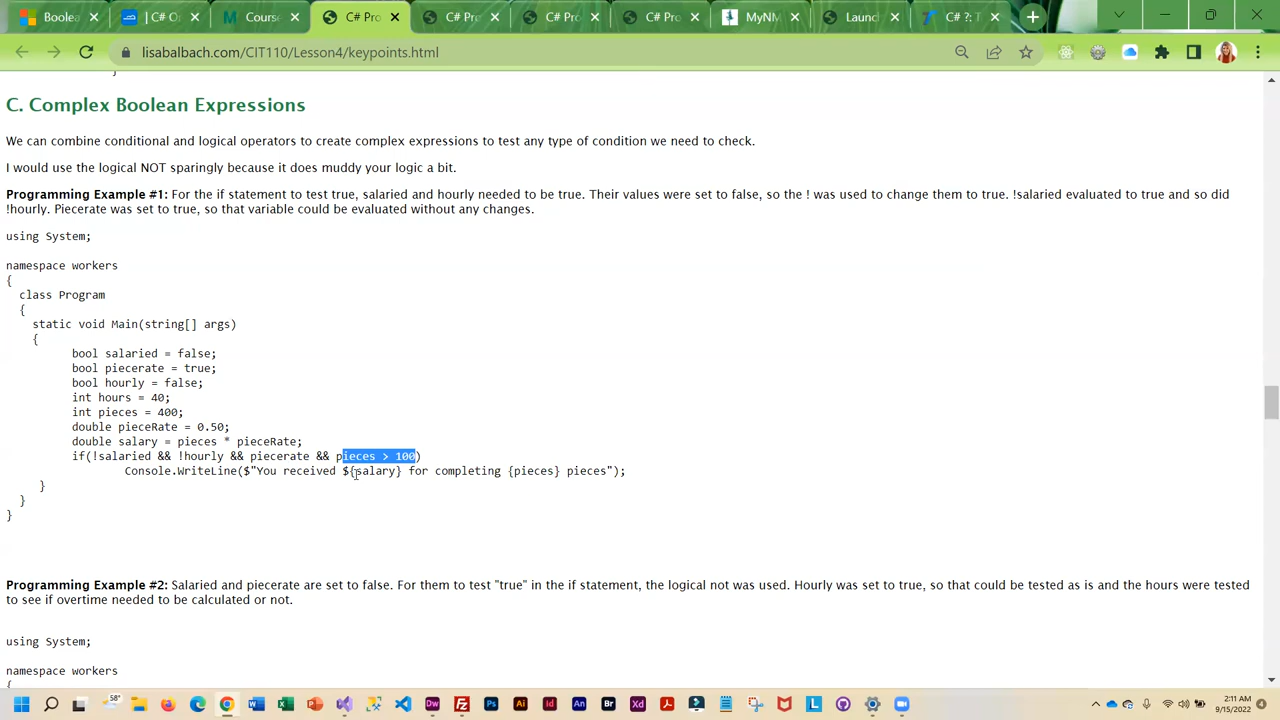 Boolea
| C# O
Course
C# Pro
C# Pro
C# Pro
C# Pro
MyNM
Launc
C# ?: T
lisabalbach.com/CIT110/Lesson4/keypoints.html
}
C. Complex Boolean Expressions
We can combine conditional and logical operators to create complex expressions to test any type of condition we need to check.
I would use the logical NOT sparingly because it does muddy your logic a bit.
Programming Example #1: For the if statement to test true, salaried and hourly needed to be true. Their values were set to false, so the ! was used to change them to true. !salaried evaluated to true and so did
!hourly. Piecerate was set to true, so that variable could be evaluated without any changes.
using System;
namespace workers
{
class Program
{
static void Main(string[] args)
{
bool salaried = false;
bool piecerate = true;
bool hourly = false;
int hours = 40;
int pieces = 400;
double pieceRate = 0.50;
double salary = pieces * pieceRate;
if(!salaried && !hourly && piecerate && pieces > 100)
Console.WriteLine($"You received ${salary} for completing {pieces} pieces");
}
}
}
Programming Example #2: Salaried and piecerate are set to false. For them to test "true" in the if statement, the logical not was used. Hourly was set to true, so that could be tested as is and the hours were tested
to see if overtime needed to be calculated or not.
using System;
namespace workers
{
58°
2:11 AM
9/15/2022